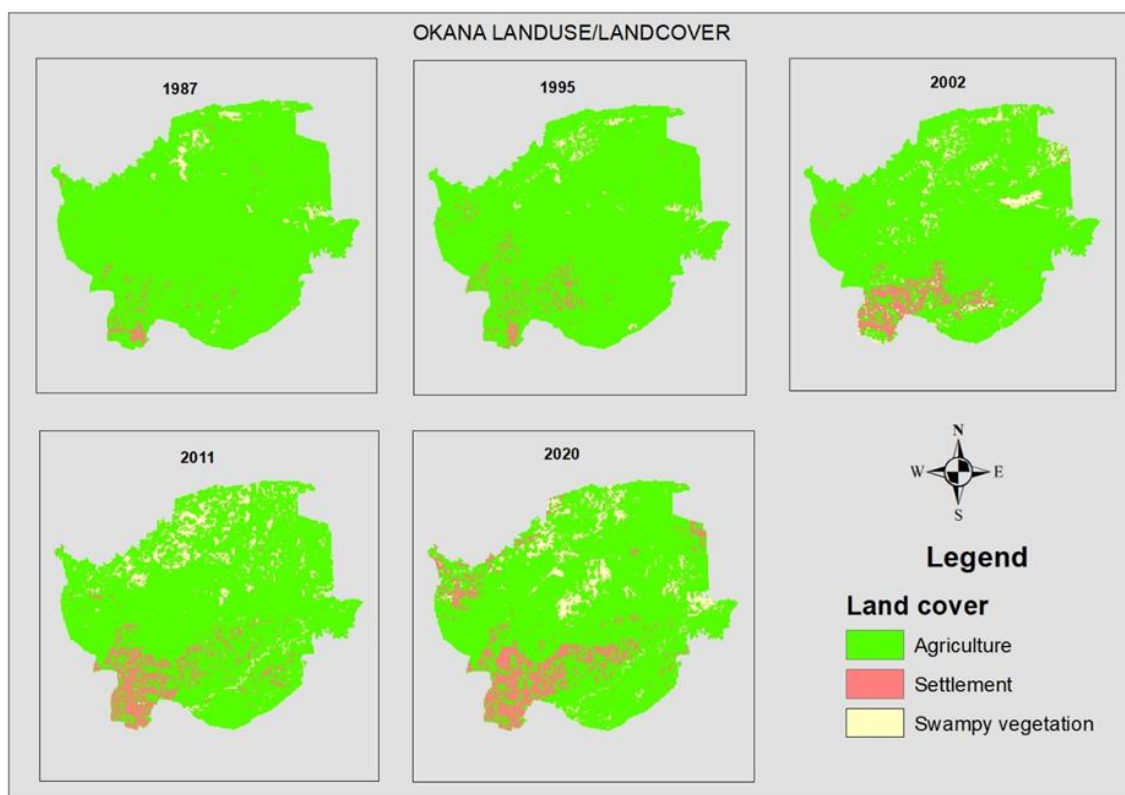 OKANA LANDUSE/LANDCOVER
1987
1995
2002
2011
2020
N
W E
S
Legend
Land cover
Agriculture
Settlement
Swampy vegetation